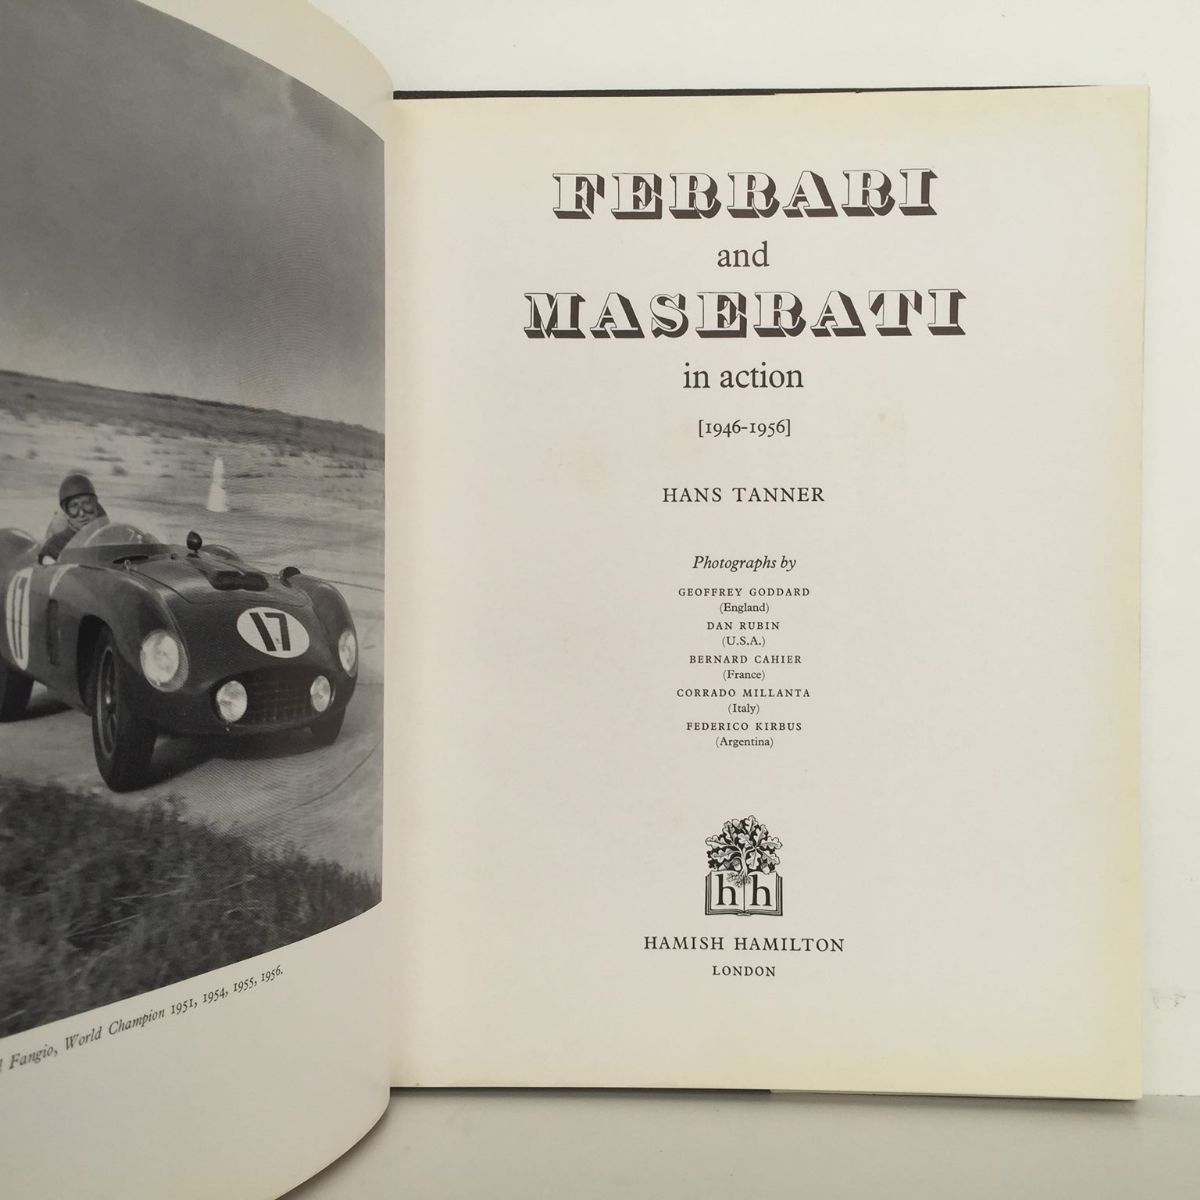 17
17
l Fangio, World Champion 1951, 1954, 1955, 1956.
FERRARI
and
MASERATI
in action
[1946-1956]
HANS TANNER
Photographs by
GEOFFREY GODDARD
(England)
DAN RUBIN
(U.S.A.)
BERNARD CAHIER
(France)
CORRADO MILLANTA
(Italy)
FEDERICO KIRBUS
(Argentina)
h h
HAMISH HAMILTON
LONDON